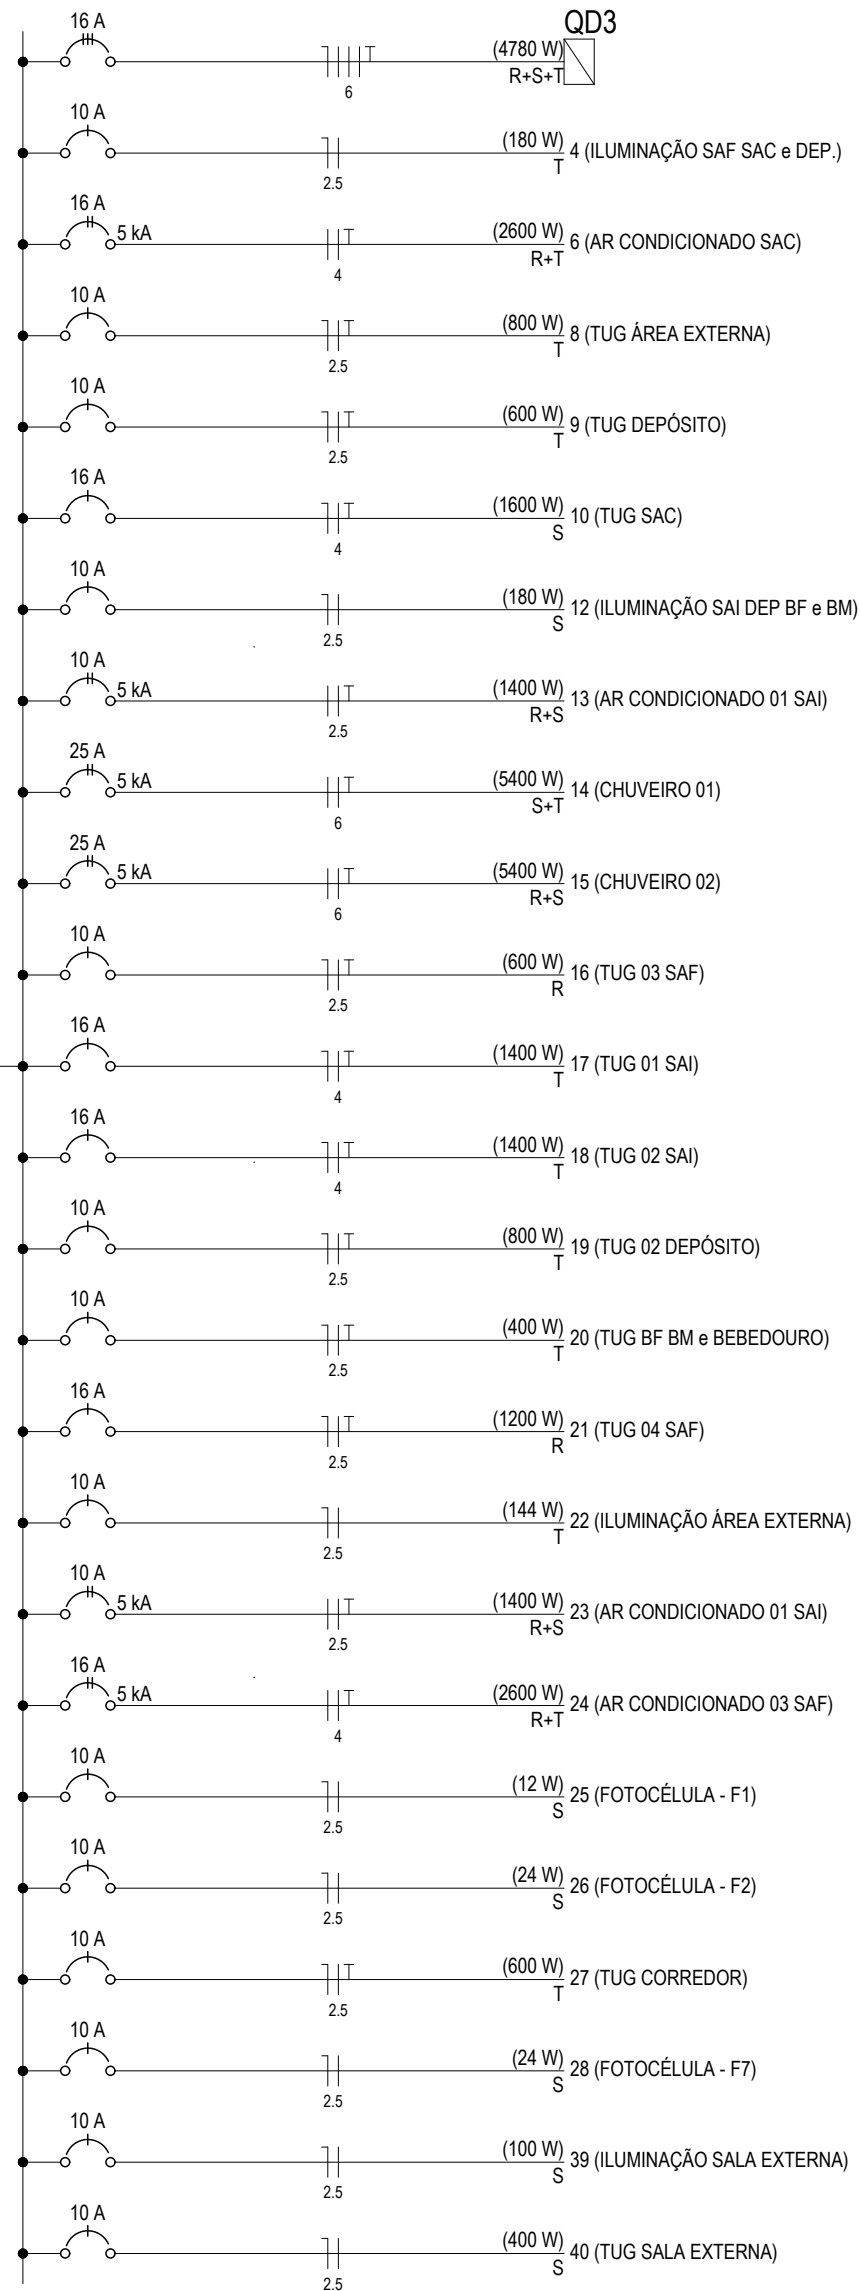 16 A
QD3
(4780 W)
R+S+T
6
10 A
(180 W) 4 (ILUMINAÇÃO SAF SAC e DEP.)
T
2.5
16 A
5 kA
(2600 W) 6 (AR CONDICIONADO SAC)
R+T
4
10 A
(800 W) 8 (TUG ÁREA EXTERNA)
T
2.5
10 A
(600 W) 9 (TUG DEPÓSITO)
T
2.5
16 A
(1600 W) 10 (TUG SAC)
S
4
10 A
(180 W) 12 (ILUMINAÇÃO SAI DEP BF e BM)
S
2.5
10 A
5 kA
(1400 W) 13 (AR CONDICIONADO 01 SAI)
R+S
2.5
25 A
5 kA
(5400 W) 14 (CHUVEIRO 01)
S+T
6
25 A
5 kA
(5400 W) 15 (CHUVEIRO 02)
R+S
6
10 A
(600 W) 16 (TUG 03 SAF)
R
2.5
16 A
(1400 W) 17 (TUG 01 SAI)
T
4
16 A
(1400 W) 18 (TUG 02 SAI)
T
4
10 A
(800 W) 19 (TUG 02 DEPÓSITO)
T
2.5
10 A
(400 W) 20 (TUG BF BM e BEBEDOURO)
T
2.5
16 A
(1200 W) 21 (TUG 04 SAF)
R
2.5
10 A
(144 W) 22 (ILUMINAÇÃO ÁREA EXTERNA)
T
2.5
10 A
5 kA
(1400 W) 23 (AR CONDICIONADO 01 SAI)
R+S
2.5
16 A
5 kA
(2600 W) 24 (AR CONDICIONADO 03 SAF)
R+T
4
10 A
(12 W) 25 (FOTOCÉLULA - F1)
S
2.5
10 A
(24 W) 26 (FOTOCÉLULA - F2)
S
2.5
10 A
(600 W) 27 (TUG CORREDOR)
T
2.5
10 A
(24 W) 28 (FOTOCÉLULA - F7)
S
2.5
10 A
(100 W) 39 (ILUMINAÇÃO SALA EXTERNA)
S
2.5
10 A
(400 W) 40 (TUG SALA EXTERNA)
S
2.5